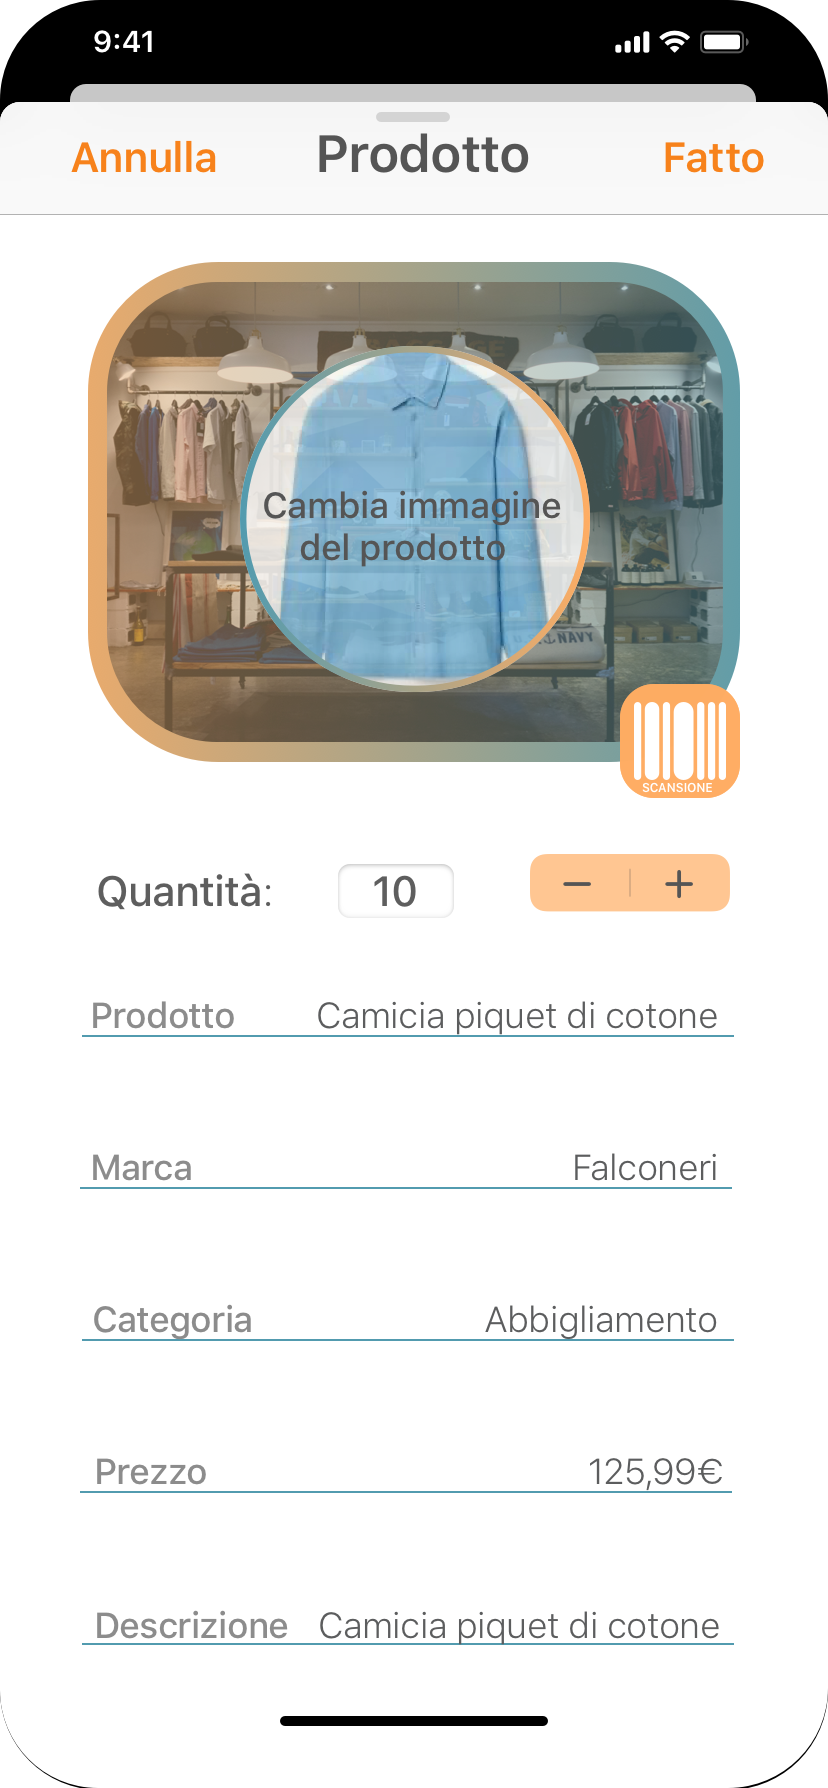 9:41
Annulla Prodotto Fatto
Cambia immagine
del prodotto
NAVY
SCANSIONE
Quantità: 10 − +
Prodotto Camicia piquet di cotone
Marca Falconeri
Categoria Abbigliamento
Prezzo 125,99€
Descrizione Camicia piquet di cotone